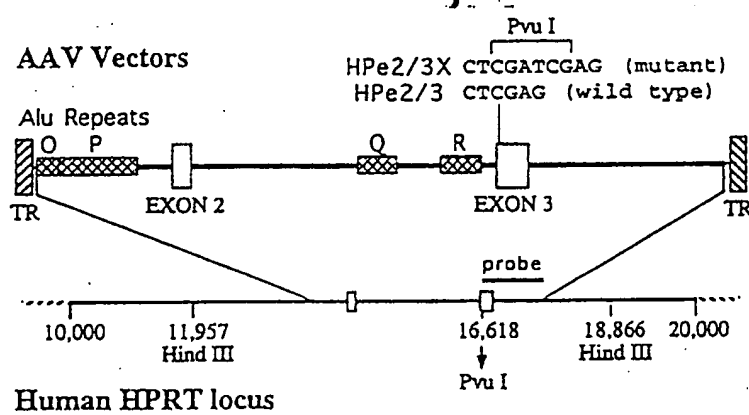 Pvu I
AAV Vectors
HPe2/3X CTCGATCGAG (mutant)
HPe2/3 CTCGAG (wild type)
Alu Repeats
O P Q R
TR EXON 2 EXON 3 TR
probe
10,000 11,957 16,618 18,866 20,000
Hind III Hind III
Pvu I
Human HPRT locus